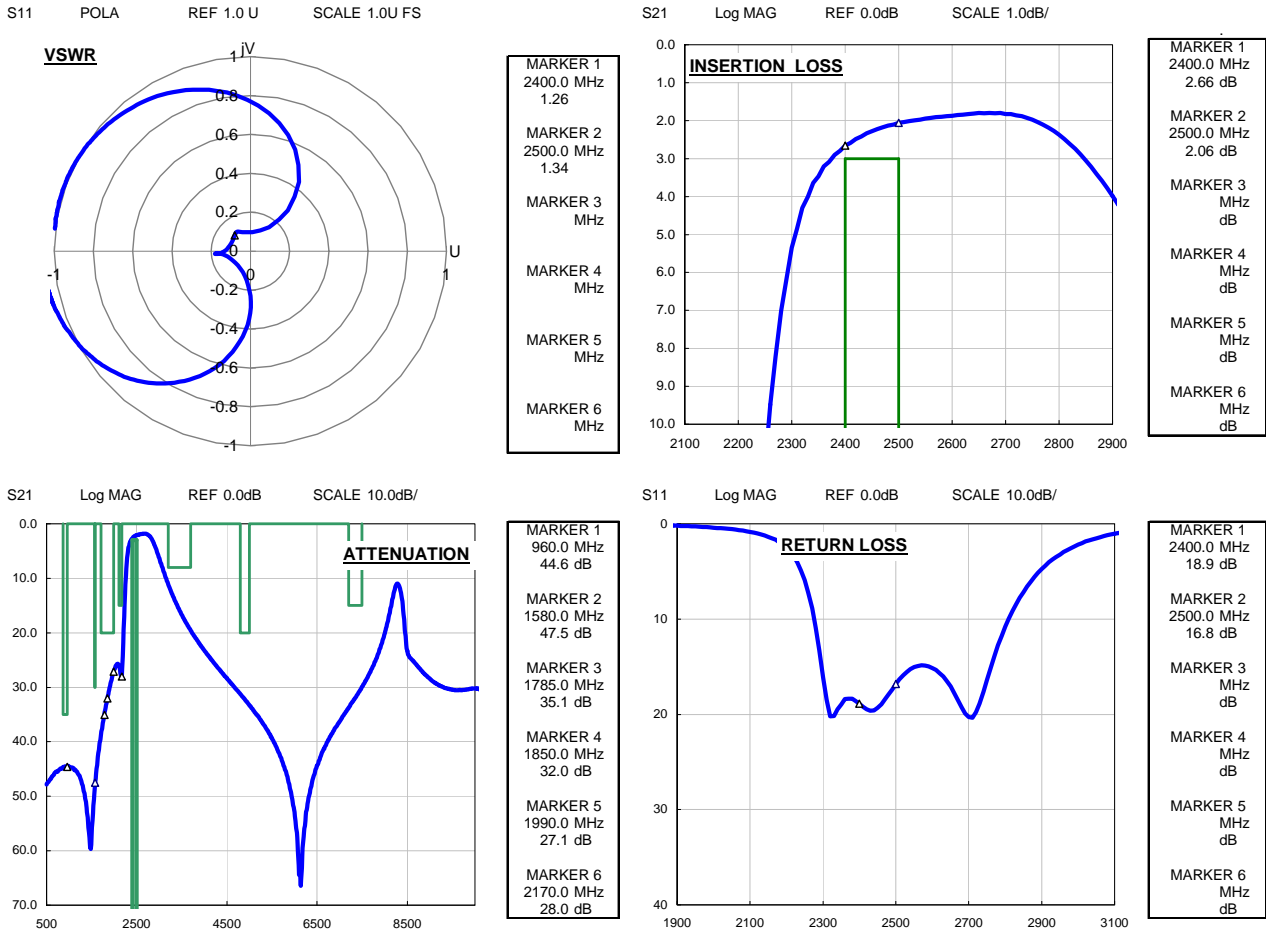 S11 POLA REF 1.0 U SCALE 1.0U FS
VSWR
jV
1
0.8
0.6
0.4
0.2
0
-1
0
1
U
-0.2
-0.4
-0.6
-0.8
-1
MARKER 1
2400.0 MHz
1.26
MARKER 2
2500.0 MHz
1.34
MARKER 3
MHz
MARKER 4
MHz
MARKER 5
MHz
MARKER 6
MHz
S21 Log MAG REF 0.0dB SCALE 1.0dB/
INSERTION LOSS
0.0
1.0
2.0
3.0
4.0
5.0
6.0
7.0
8.0
9.0
10.0
2100 2200 2300 2400 2500 2600 2700 2800 2900
MARKER 1
2400.0 MHz
2.66 dB
MARKER 2
2500.0 MHz
2.06 dB
MARKER 3
MHz
dB
MARKER 4
MHz
dB
MARKER 5
MHz
dB
MARKER 6
MHz
dB
S21 Log MAG REF 0.0dB SCALE 10.0dB/
ATTENUATION
0.0
10.0
20.0
30.0
40.0
50.0
60.0
70.0
500 2500 4500 6500 8500
MARKER 1
960.0 MHz
44.6 dB
MARKER 2
1580.0 MHz
47.5 dB
MARKER 3
1785.0 MHz
35.1 dB
MARKER 4
1850.0 MHz
32.0 dB
MARKER 5
1990.0 MHz
27.1 dB
MARKER 6
2170.0 MHz
28.0 dB
S11 Log MAG REF 0.0dB SCALE 10.0dB/
RETURN LOSS
0
10
20
30
40
1900 2100 2300 2500 2700 2900 3100
MARKER 1
2400.0 MHz
18.9 dB
MARKER 2
2500.0 MHz
16.8 dB
MARKER 3
MHz
dB
MARKER 4
MHz
dB
MARKER 5
MHz
dB
MARKER 6
MHz
dB